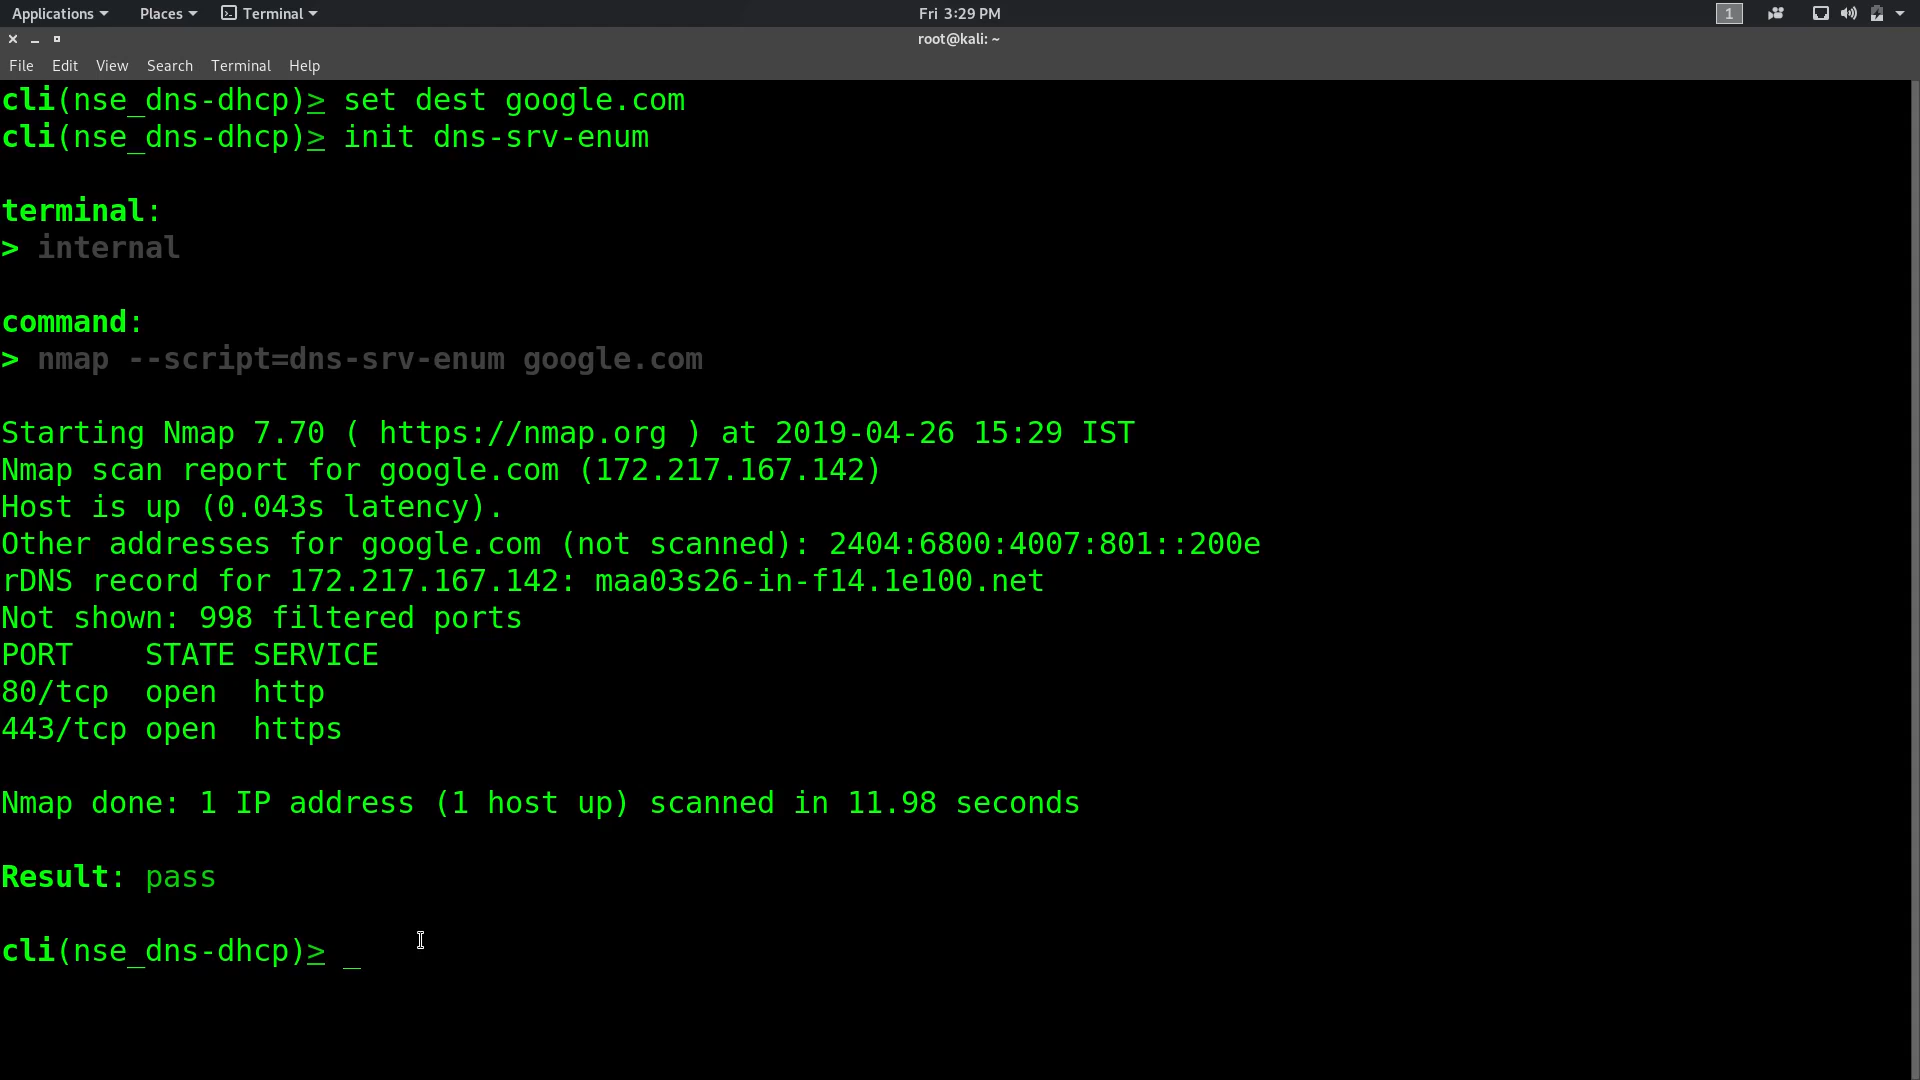 Applications Places Terminal Fri 3:29 PM 1
root@kali: ~
File Edit View Search Terminal Help
cli(nse_dns-dhcp)> set dest google.com
cli(nse_dns-dhcp)> init dns-srv-enum
terminal:
> internal
command:
> nmap --script=dns-srv-enum google.com
Starting Nmap 7.70 ( https://nmap.org ) at 2019-04-26 15:29 IST
Nmap scan report for google.com (172.217.167.142)
Host is up (0.043s latency).
Other addresses for google.com (not scanned): 2404:6800:4007:801::200e
rDNS record for 172.217.167.142: maa03s26-in-f14.1e100.net
Not shown: 998 filtered ports
PORT    STATE SERVICE
80/tcp  open  http
443/tcp open  https
Nmap done: 1 IP address (1 host up) scanned in 11.98 seconds
Result: pass
cli(nse_dns-dhcp)> _